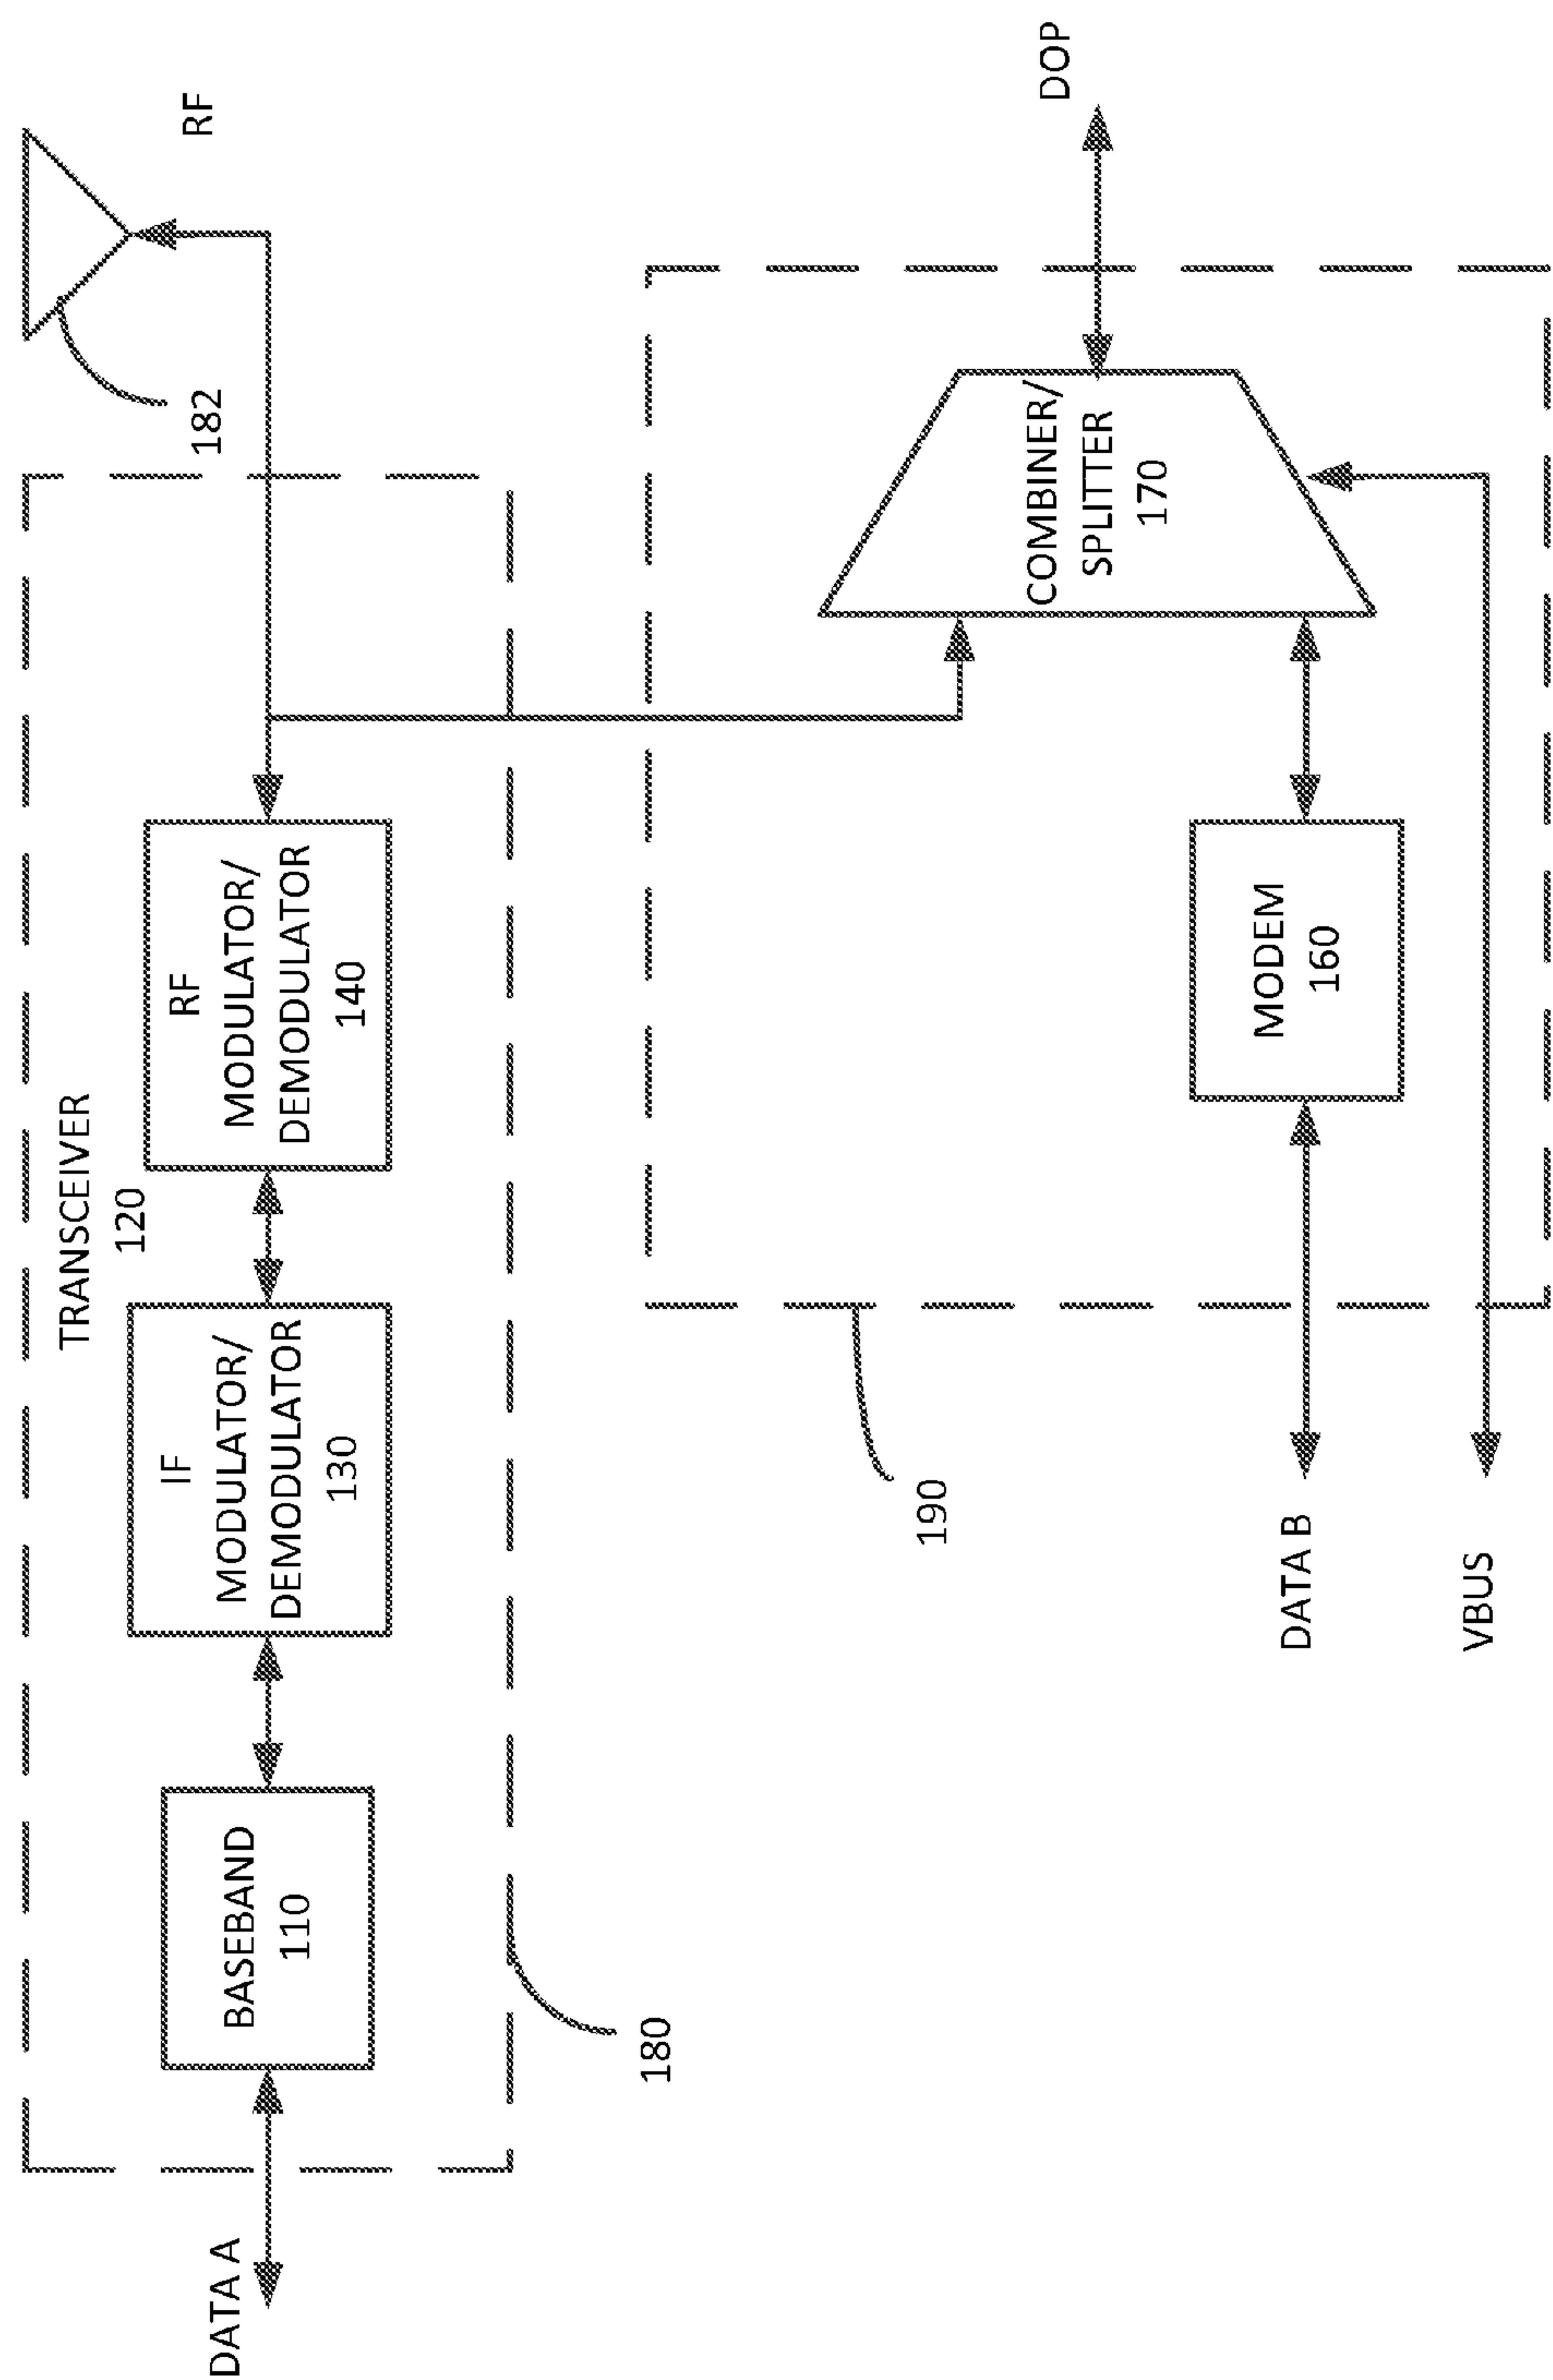 TRANSCEIVER
120
RF
182
DATA A
BASEBAND
110
IF
MODULATOR/
DEMODULATOR
130
RF
MODULATOR/
DEMODULATOR
140
180
190
COMBINER/
SPLITTER
170
DOP
MODEM
160
DATA B
VBUS